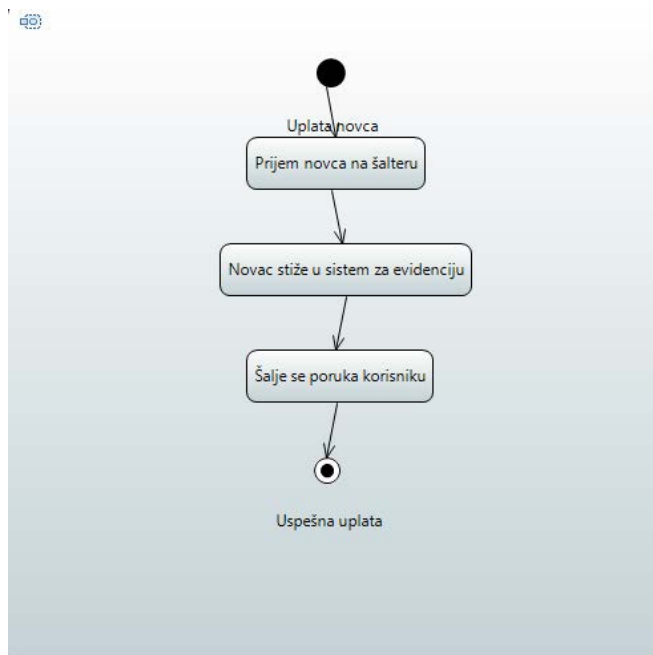 Uplata novca
Prijem novca na šalteru
Novac stiže u sistem za evidenciju
Šalje se poruka korisniku
Uspešna uplata